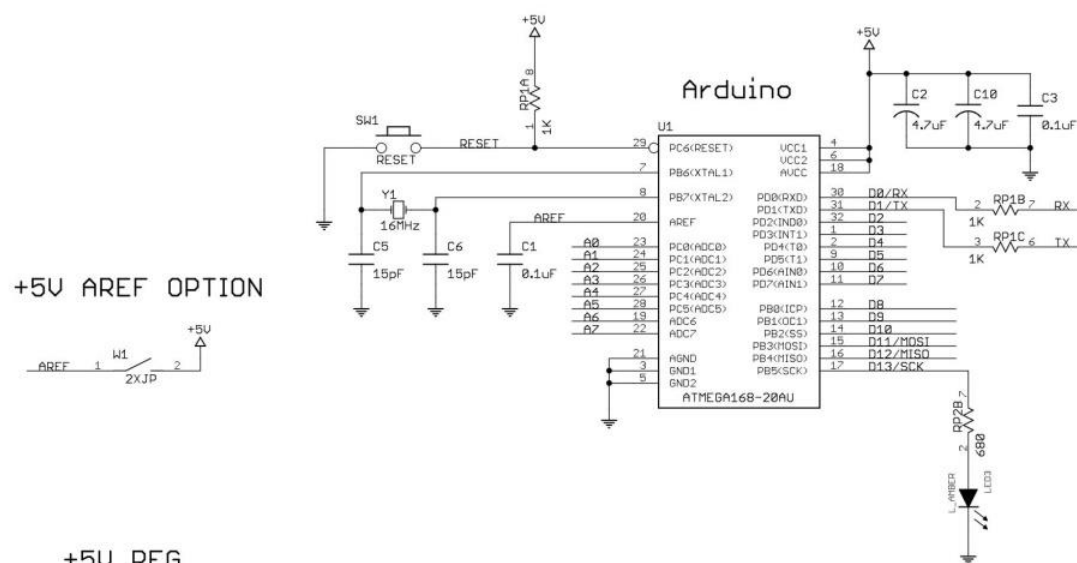 +5V
+5V
Arduino
RP1A
8
1
1K
SW1
RESET
RESET
U1
C2
4.7uF
C10
4.7uF
C3
0.1uF
29 PC6(RESET)
7 PB6(XTAL1)
8 PB7(XTAL2)
AREF 20 AREF
Y1
16MHz
C5
15pF
C6
15pF
C1
0.1uF
A0 23 PC0(ADC0)
A1 24 PC1(ADC1)
A2 25 PC2(ADC2)
A3 26 PC3(ADC3)
A4 27 PC4(ADC4)
A5 28 PC5(ADC5)
A6 19 ADC6
A7 22 ADC7
21 AGND
3 GND1
5 GND2
VCC1 4
VCC2 6
AVCC 18
PD0(RXD) 30 D0/RX
PD1(TXD) 31 D1/TX
PD2(IND0) 32 D2
PD3(INT1) 1 D3
PD4(T0) 2 D4
PD5(T1) 9 D5
PD6(AIN0) 10 D6
PD7(AIN1) 11 D7
PB0(ICP) 12 D8
PB1(OC1) 13 D9
PB2(SS) 14 D10
PB3(MOSI) 15 D11/MOSI
PB4(MISO) 16 D12/MISO
PB5(SCK) 17 D13/SCK
ATMEGA168-20AU
2 RP1B 7 RX
1K
3 RP1C 6 TX
1K
7
RP2B
680
2
L_AMBER
LED3
+5V AREF OPTION
+5V
AREF 1 W1 2
2XJP
+5V REG